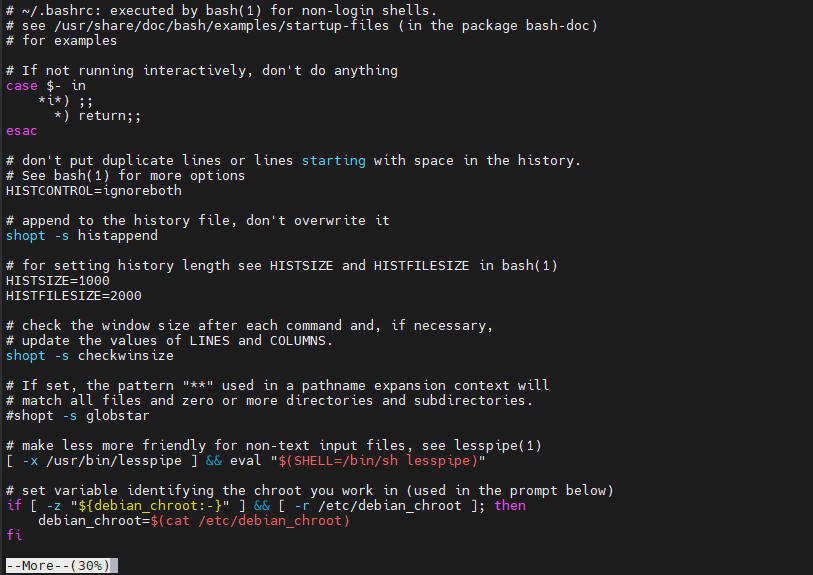 # ~/.bashrc: executed by bash(1) for non-login shells.
# see /usr/share/doc/bash/examples/startup-files (in the package bash-doc)
# for examples

# If not running interactively, don't do anything
case $- in
    *i*) ;;
      *) return;;
esac

# don't put duplicate lines or lines starting with space in the history.
# See bash(1) for more options
HISTCONTROL=ignoreboth

# append to the history file, don't overwrite it
shopt -s histappend

# for setting history length see HISTSIZE and HISTFILESIZE in bash(1)
HISTSIZE=1000
HISTFILESIZE=2000

# check the window size after each command and, if necessary,
# update the values of LINES and COLUMNS.
shopt -s checkwinsize

# If set, the pattern "**" used in a pathname expansion context will
# match all files and zero or more directories and subdirectories.
#shopt -s globstar

# make less more friendly for non-text input files, see lesspipe(1)
[ -x /usr/bin/lesspipe ] && eval "$(SHELL=/bin/sh lesspipe)"

# set variable identifying the chroot you work in (used in the prompt below)
if [ -z "${debian_chroot:-}" ] && [ -r /etc/debian_chroot ]; then
    debian_chroot=$(cat /etc/debian_chroot)
fi

--More--(30%)